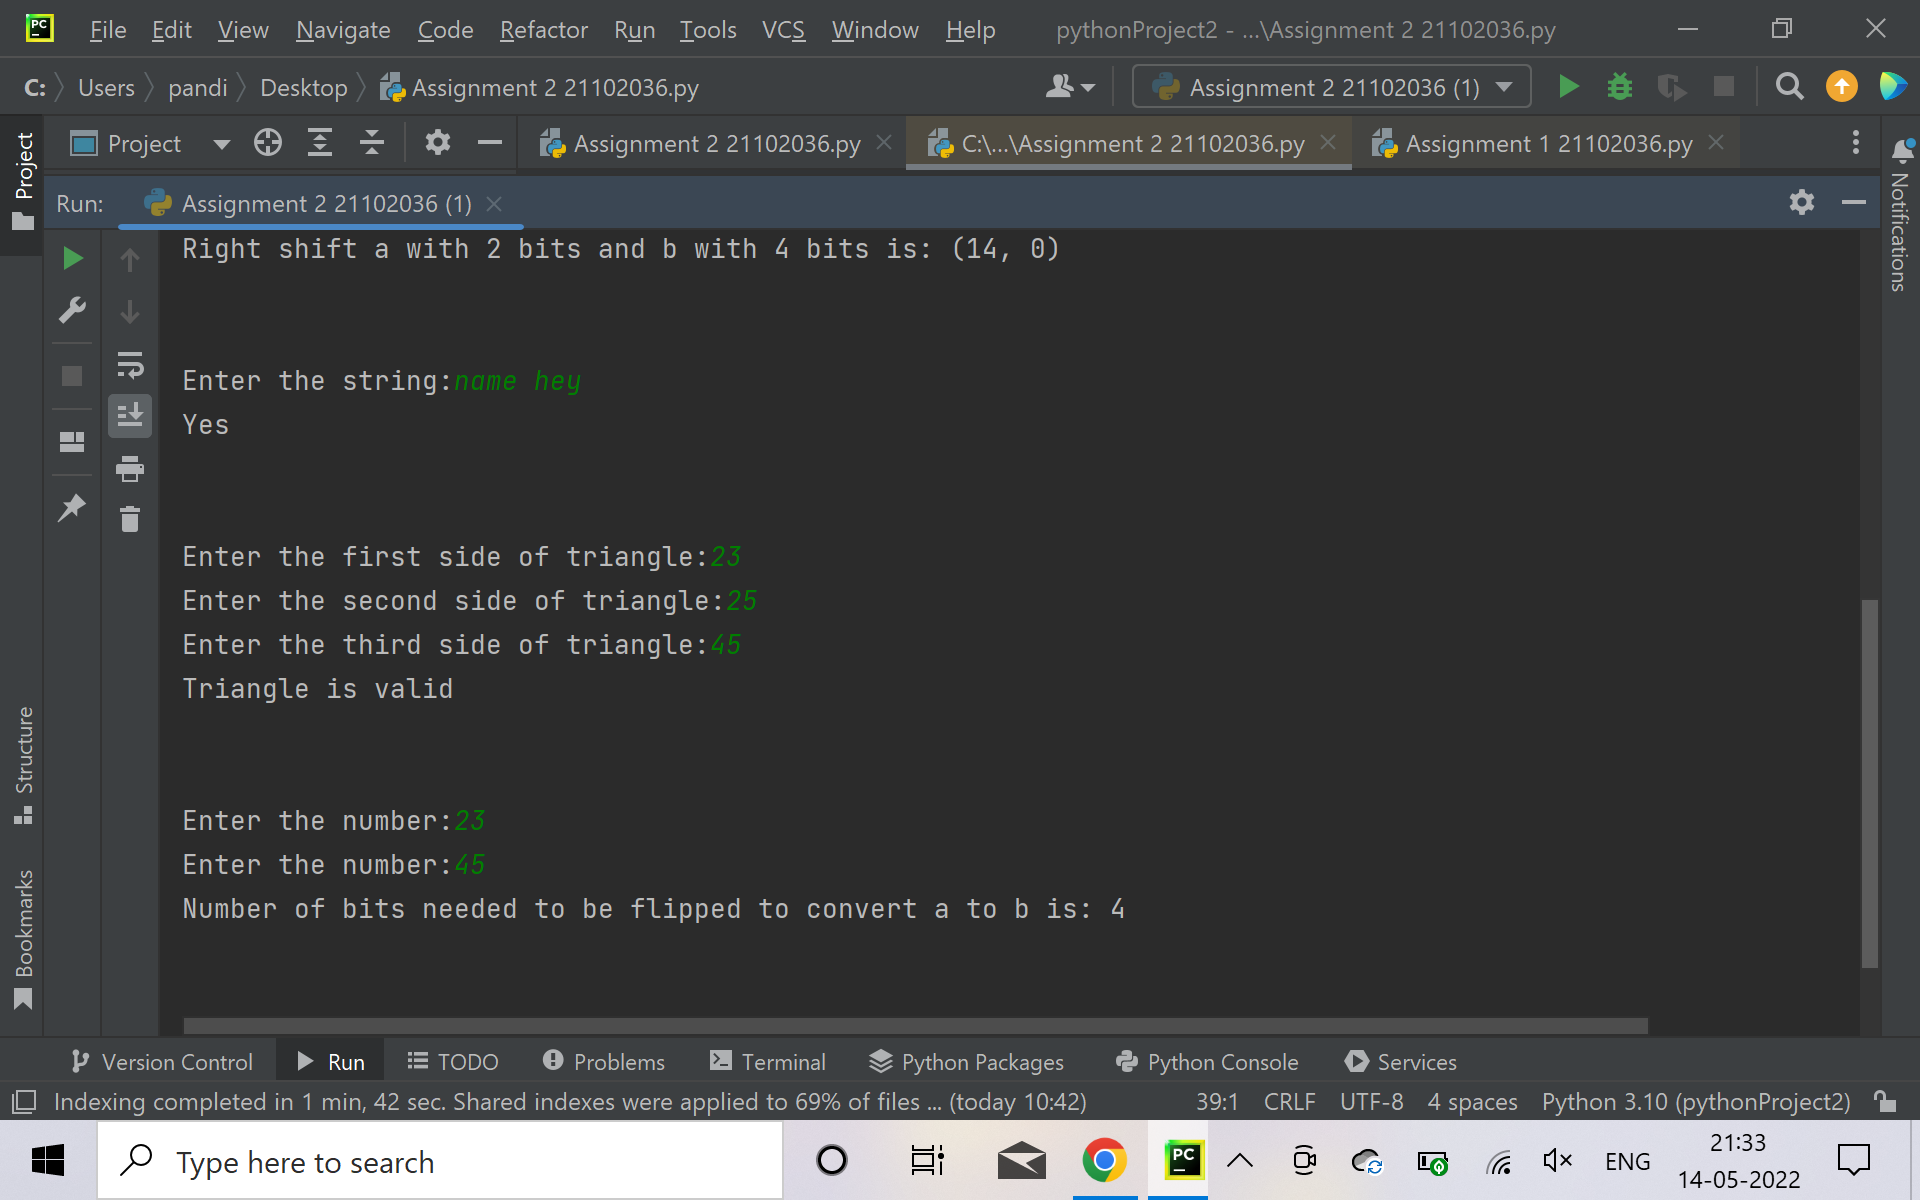 PC File Edit View Navigate Code Refactor Run Tools VCS Window Help pythonProject2 - ...\Assignment 2 21102036.py
C: Users pandi Desktop Assignment 2 21102036.py Assignment 2 21102036 (1)
Project Project Assignment 2 21102036.py C:\...\Assignment 2 21102036.py Assignment 1 21102036.py
Notifications
Run: Assignment 2 21102036 (1)
Right shift a with 2 bits and b with 4 bits is: (14, 0)
Enter the string:name hey
Yes
Enter the first side of triangle:23
Enter the second side of triangle:25
Enter the third side of triangle:45
Triangle is valid
Structure
Enter the number:23
Enter the number:45
Bookmarks
Number of bits needed to be flipped to convert a to b is: 4
Version Control Run TODO Problems Terminal Python Packages Python Console Services
Indexing completed in 1 min, 42 sec. Shared indexes were applied to 69% of files ... (today 10:42) 39:1 CRLF UTF-8 4 spaces Python 3.10 (pythonProject2)
Type here to search PC ENG 21:33
14-05-2022